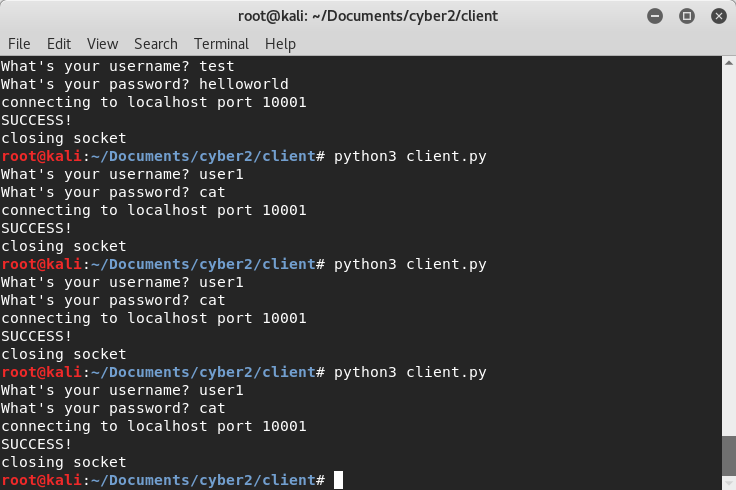 root@kali: ~/Documents/cyber2/client
File Edit View Search Terminal Help
What's your username? test
What's your password? helloworld
connecting to localhost port 10001
SUCCESS!
closing socket
root@kali:~/Documents/cyber2/client# python3 client.py
What's your username? user1
What's your password? cat
connecting to localhost port 10001
SUCCESS!
closing socket
root@kali:~/Documents/cyber2/client# python3 client.py
What's your username? user1
What's your password? cat
connecting to localhost port 10001
SUCCESS!
closing socket
root@kali:~/Documents/cyber2/client# python3 client.py
What's your username? user1
What's your password? cat
connecting to localhost port 10001
SUCCESS!
closing socket
root@kali:~/Documents/cyber2/client#